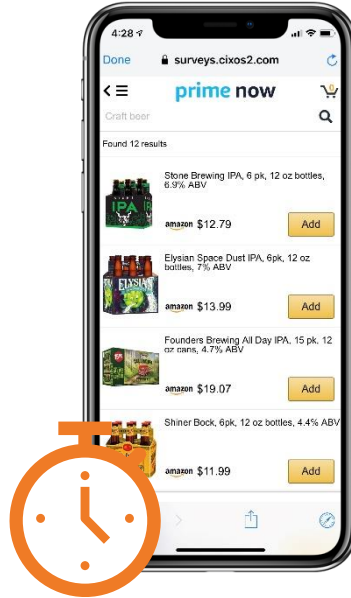 4:28
Done surveys.cixos2.com
prime now
Craft beer
Found 12 results
Stone Brewing IPA, 6 pk, 12 oz bottles,
6.9% ABV
IPA
amazon $12.79 Add
Elysian Space Dust IPA, 6pk, 12 oz
bottles, 7% ABV
ELYSIAN
amazon $13.99 Add
Founders Brewing All Day IPA, 15 pk. 12
oz cans, 4.7% ABV
amazon $19.07 Add
Shiner Bock, 6pk, 12 oz bottles, 4.4% ABV
amazon $11.99 Add